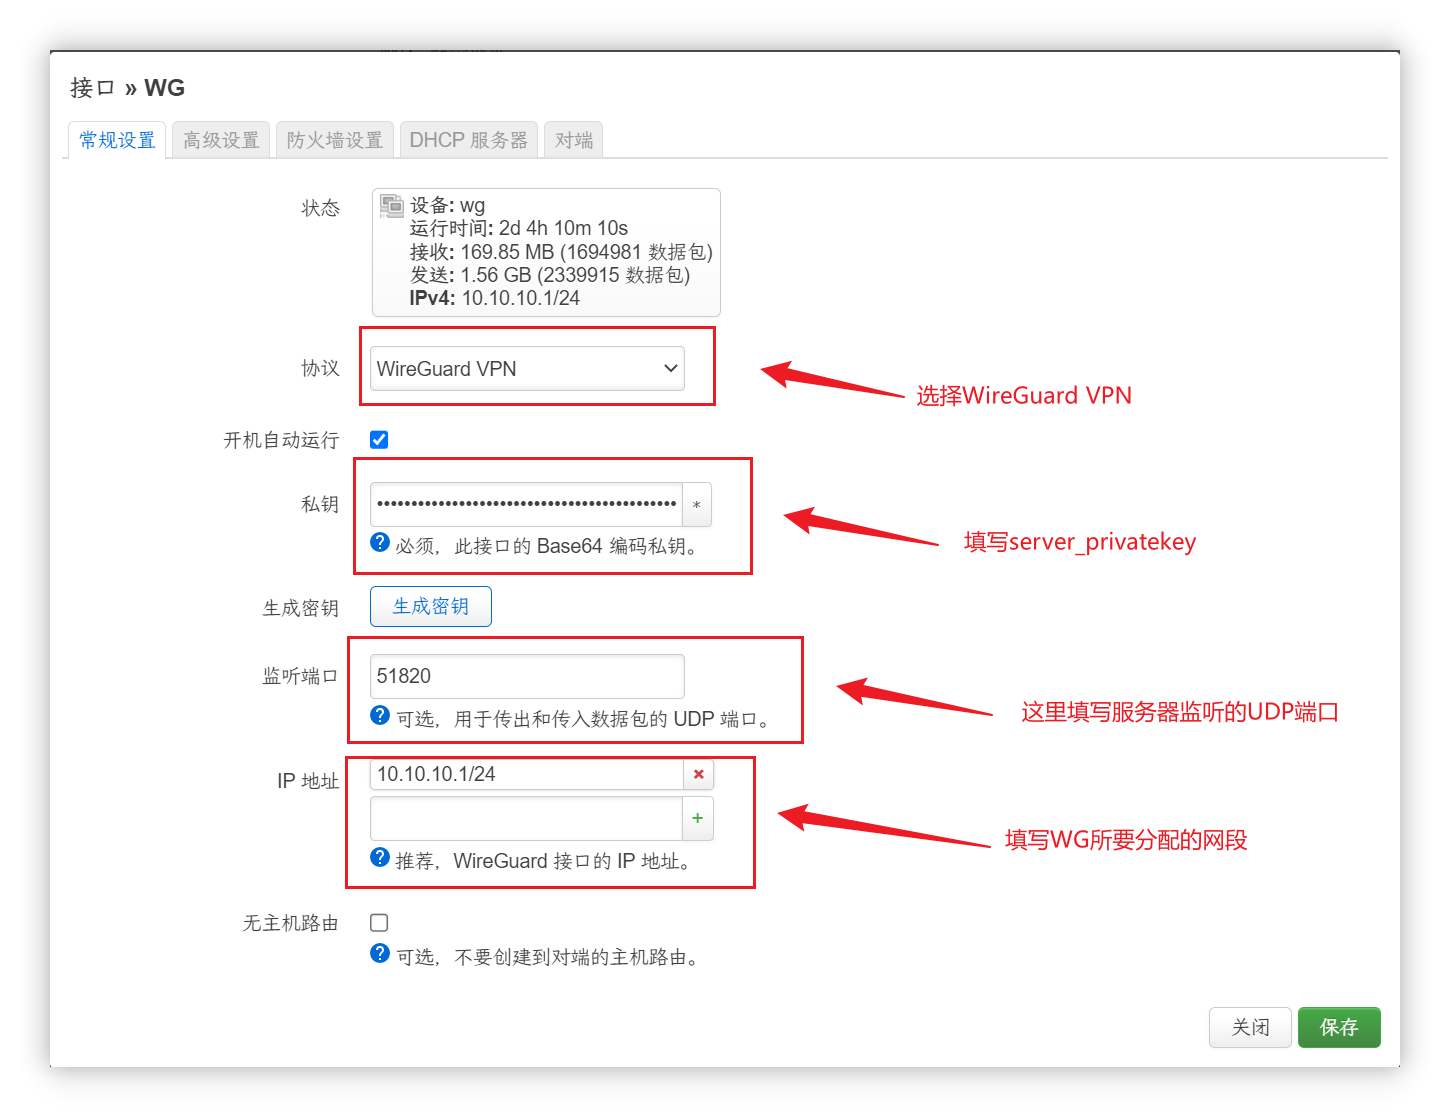 接口 » WG
常规设置 高级设置 防火墙设置 DHCP 服务器 对端
状态
设备: wg
运行时间: 2d 4h 10m 10s
接收: 169.85 MB (1694981 数据包)
发送: 1.56 GB (2339915 数据包)
IPv4: 10.10.10.1/24
协议
WireGuard VPN
选择WireGuard VPN
开机自动运行
私钥
*
必须，此接口的 Base64 编码私钥。
填写server_privatekey
生成密钥
生成密钥
监听端口
51820
可选，用于传出和传入数据包的 UDP 端口。
这里填写服务器监听的UDP端口
IP 地址
10.10.10.1/24
推荐，WireGuard 接口的 IP 地址。
填写WG所要分配的网段
无主机路由
可选，不要创建到对端的主机路由。
关闭 保存